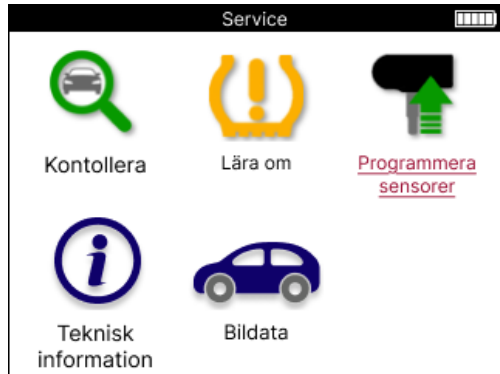 Service
Kontollera
Lära om
Programmera
sensorer
Teknisk
information
Bildata